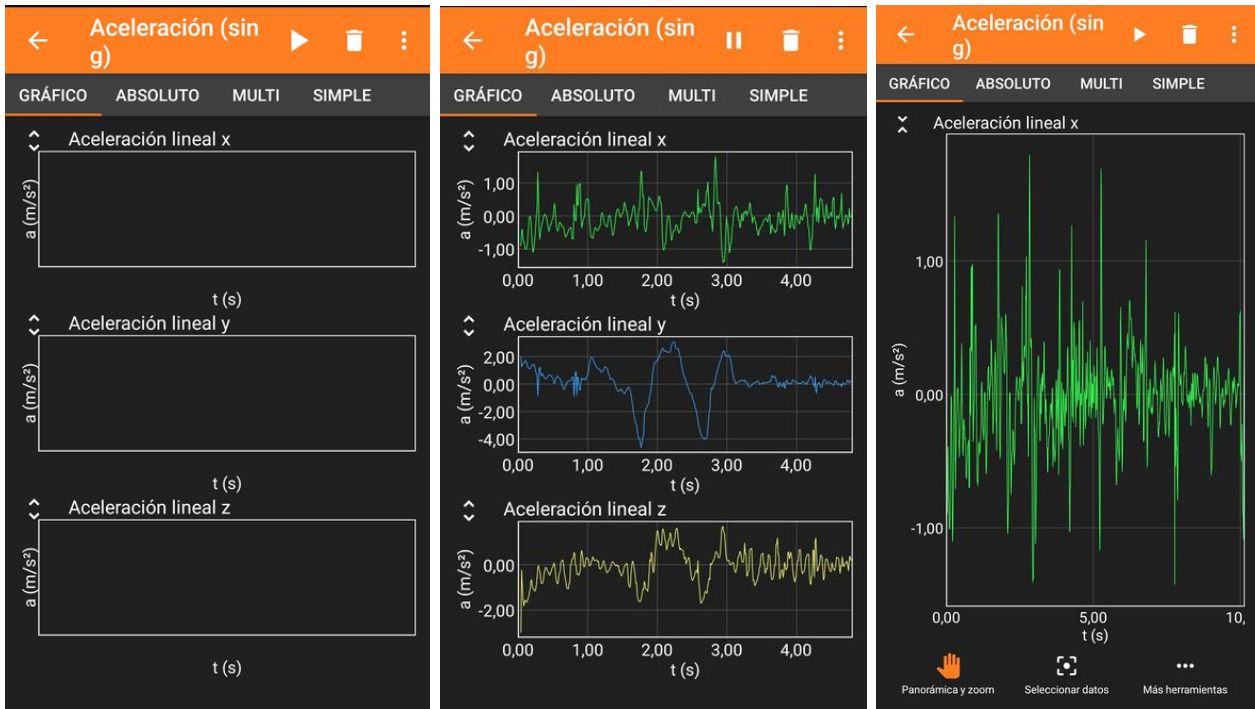 Aceleración (sin
g)
GRÁFICO ABSOLUTO MULTI SIMPLE
Aceleración lineal x
a (m/s²)
t (s)
Aceleración lineal y
a (m/s²)
t (s)
Aceleración lineal z
a (m/s²)
t (s)
Aceleración (sin
g)
GRÁFICO ABSOLUTO MULTI SIMPLE
Aceleración lineal x
a (m/s²)
1,00
0,00
-1,00
0,00 1,00 2,00 3,00 4,00
t (s)
Aceleración lineal y
a (m/s²)
2,00
0,00
-2,00
-4,00
0,00 1,00 2,00 3,00 4,00
t (s)
Aceleración lineal z
a (m/s²)
0,00
-2,00
0,00 1,00 2,00 3,00 4,00
t (s)
Aceleración (sin
g)
GRÁFICO ABSOLUTO MULTI SIMPLE
Aceleración lineal x
a (m/s²)
1,00
0,00
-1,00
0,00 5,00 10,
t (s)
Panorámica y zoom Seleccionar datos Más herramientas